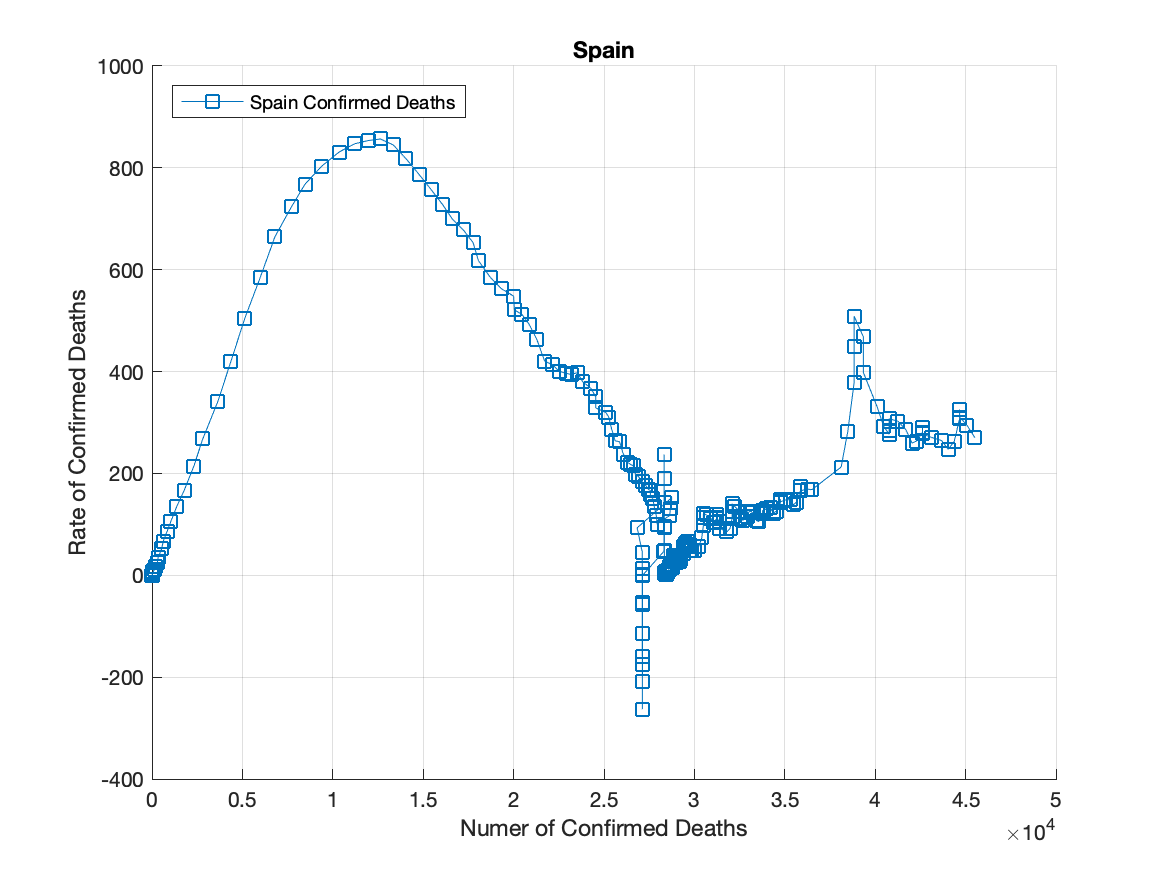 Spain
1000
Spain Confirmed Deaths
800
600
400
200
0
-200
-400
Rate of Confirmed Deaths
0 0.5 1 1.5 2 2.5 3 3.5 4 4.5 5
Numer of Confirmed Deaths
×10⁴